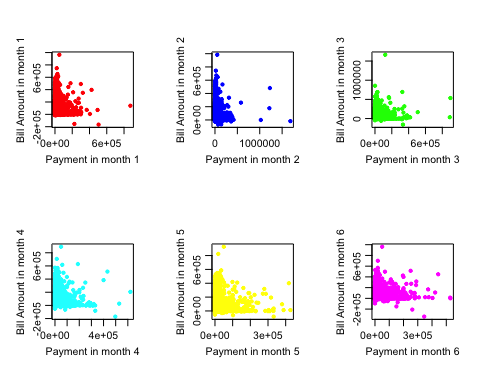 Bill Amount in month 1
-2e+05 6e+05
-0e+00 6e+05
Payment in month 1
Bill Amount in month 2
0e+00 6e+05
0 1000000
Payment in month 2
Bill Amount in month 3
0 1000000
0e+00 6e+05
Payment in month 3
Bill Amount in month 4
-2e+05 6e+05
-0e+00 4e+05
Payment in month 4
Bill Amount in month 5
0e+00 6e+05
0e+00 3e+05
Payment in month 5
Bill Amount in month 6
-2e+05 6e+05
0e+00 3e+05
Payment in month 6